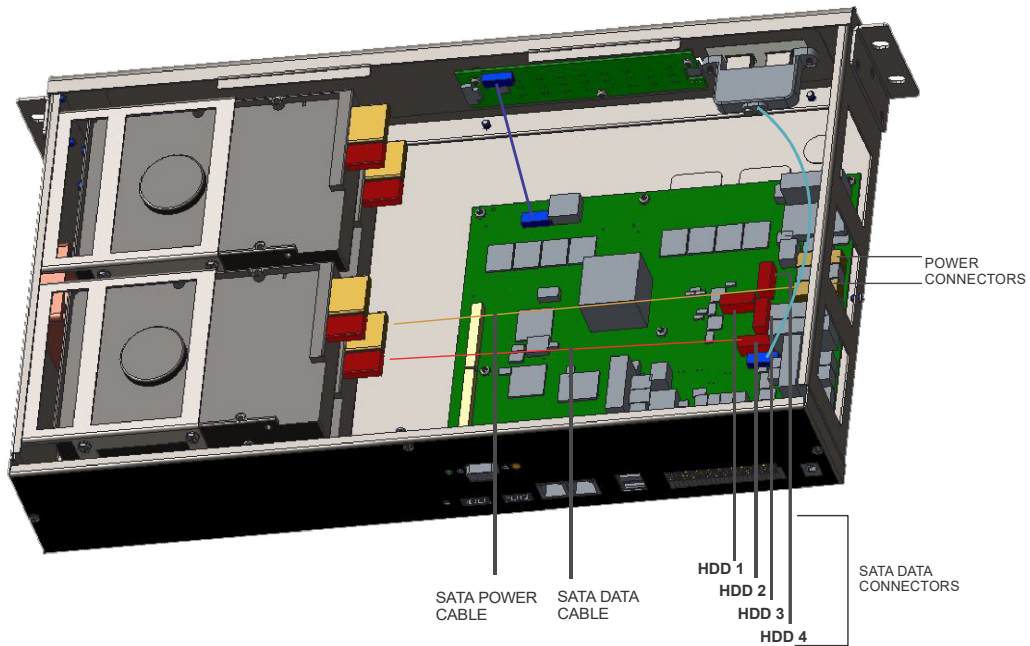 POWER
CONNECTORS
HDD 1
HDD 2
HDD 3
HDD 4
SATA DATA
CONNECTORS
SATA POWER
CABLE
SATA DATA
CABLE